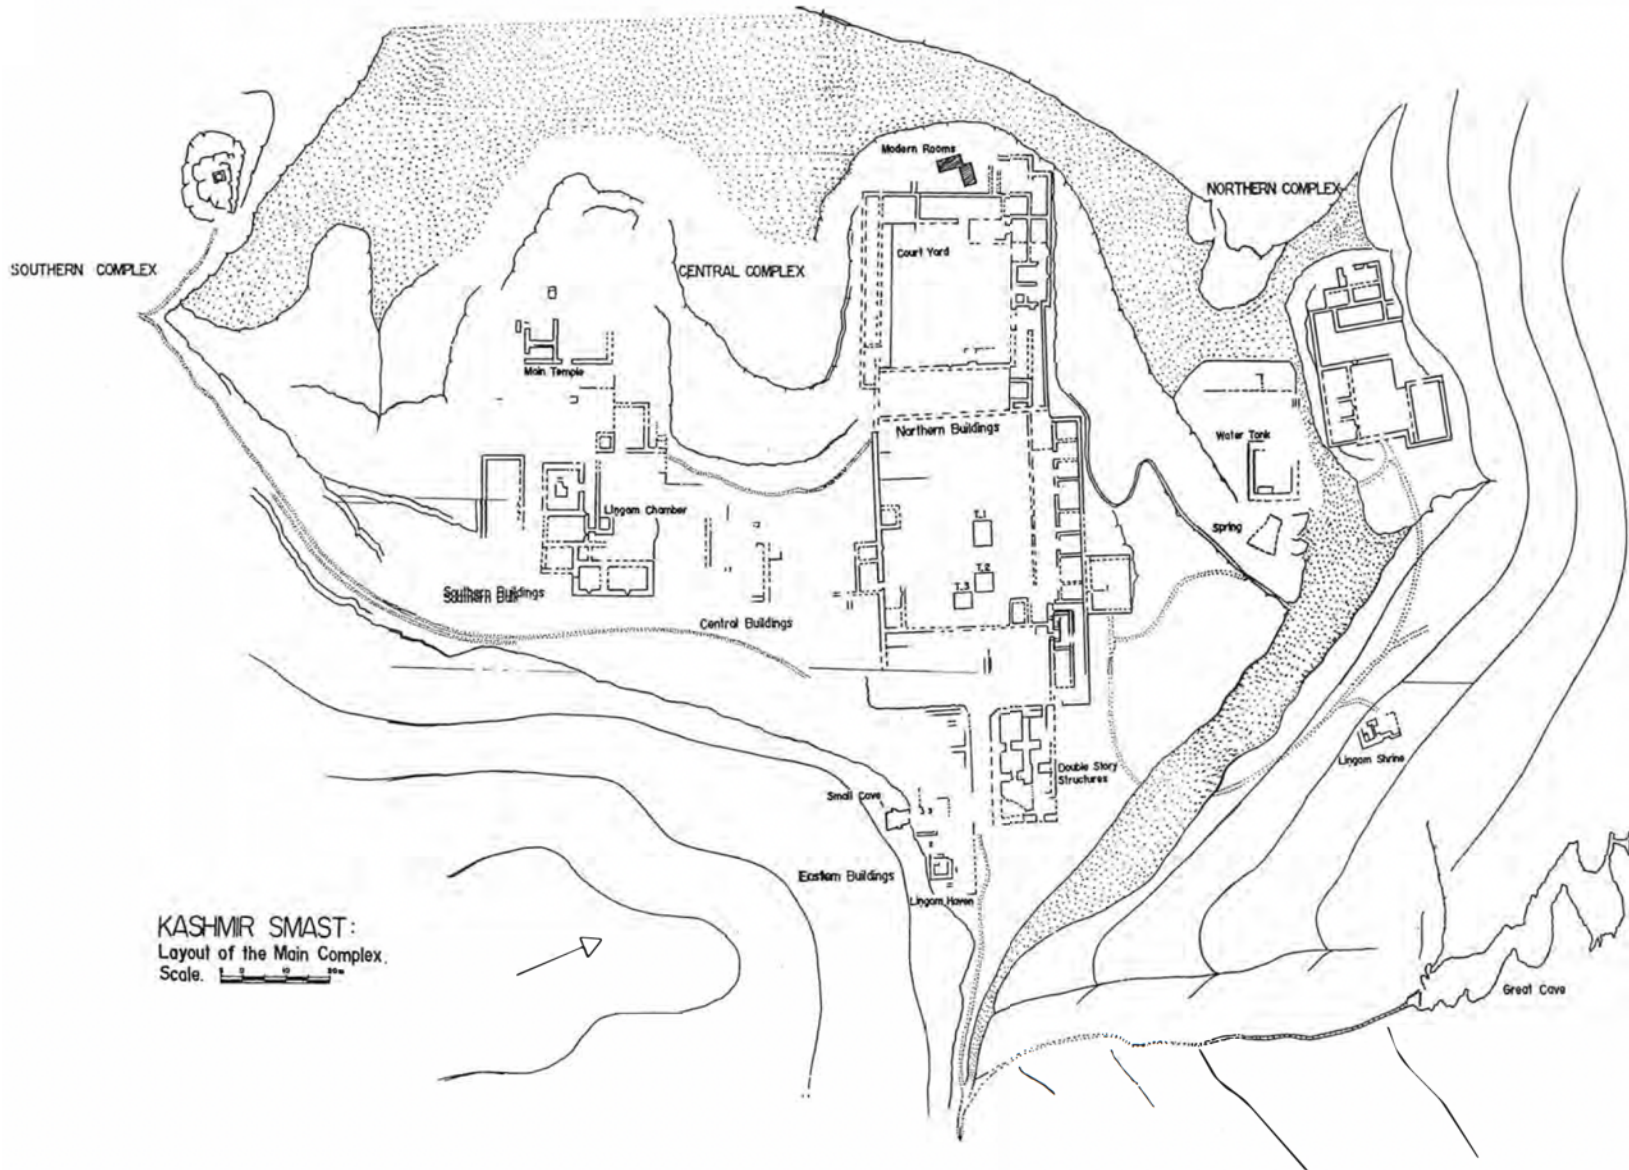 Modern Rooms
NORTHERN COMPLEX
Court Yard
SOUTHERN COMPLEX
CENTRAL COMPLEX
Main Temple
Northern Buildings
Water Tank
Lingam Chamber
T.1
Spring
T.2
T.3
Southern Buildings
Central Buildings
Lingam Shrine
Double Story
Structures
Small Cave
Eastern Buildings
Lingam Haven
KASHMIR SMAST:
Layout of the Main Complex.
Scale.
Great Cave